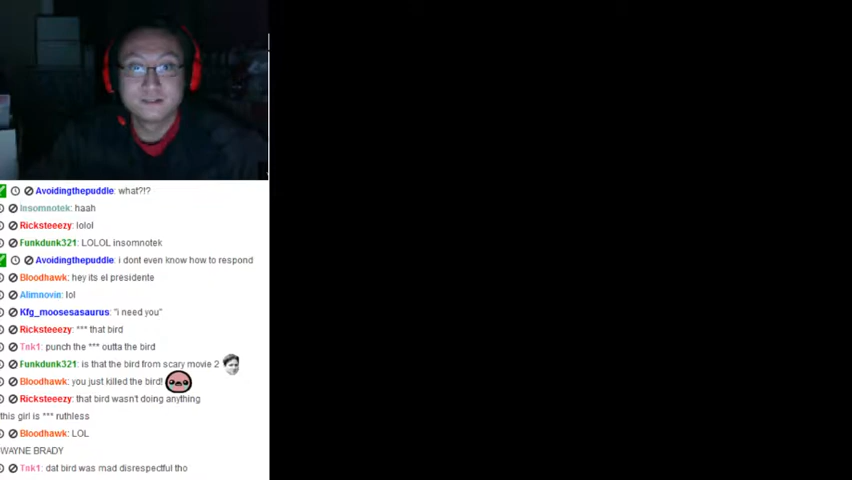 Avoidingthepuddle: what?!?
Insomnotek: haah
Ricksteeezy: lolol
Funkdunk321: LOLOL insomnotek
Avoidingthepuddle: i dont even know how to respond
Bloodhawk: hey its el presidente
Alimnovin: lol
Kfg_moosesasaurus: "i need you"
Ricksteeezy: *** that bird
Tnk1: punch the *** outta the bird
Funkdunk321: is that the bird from scary movie 2
Bloodhawk: you just killed the bird!
Ricksteeezy: that bird wasn't doing anything
this girl is *** ruthless
Bloodhawk: LOL
WAYNE BRADY
Tnk1: dat bird was mad disrespectful tho